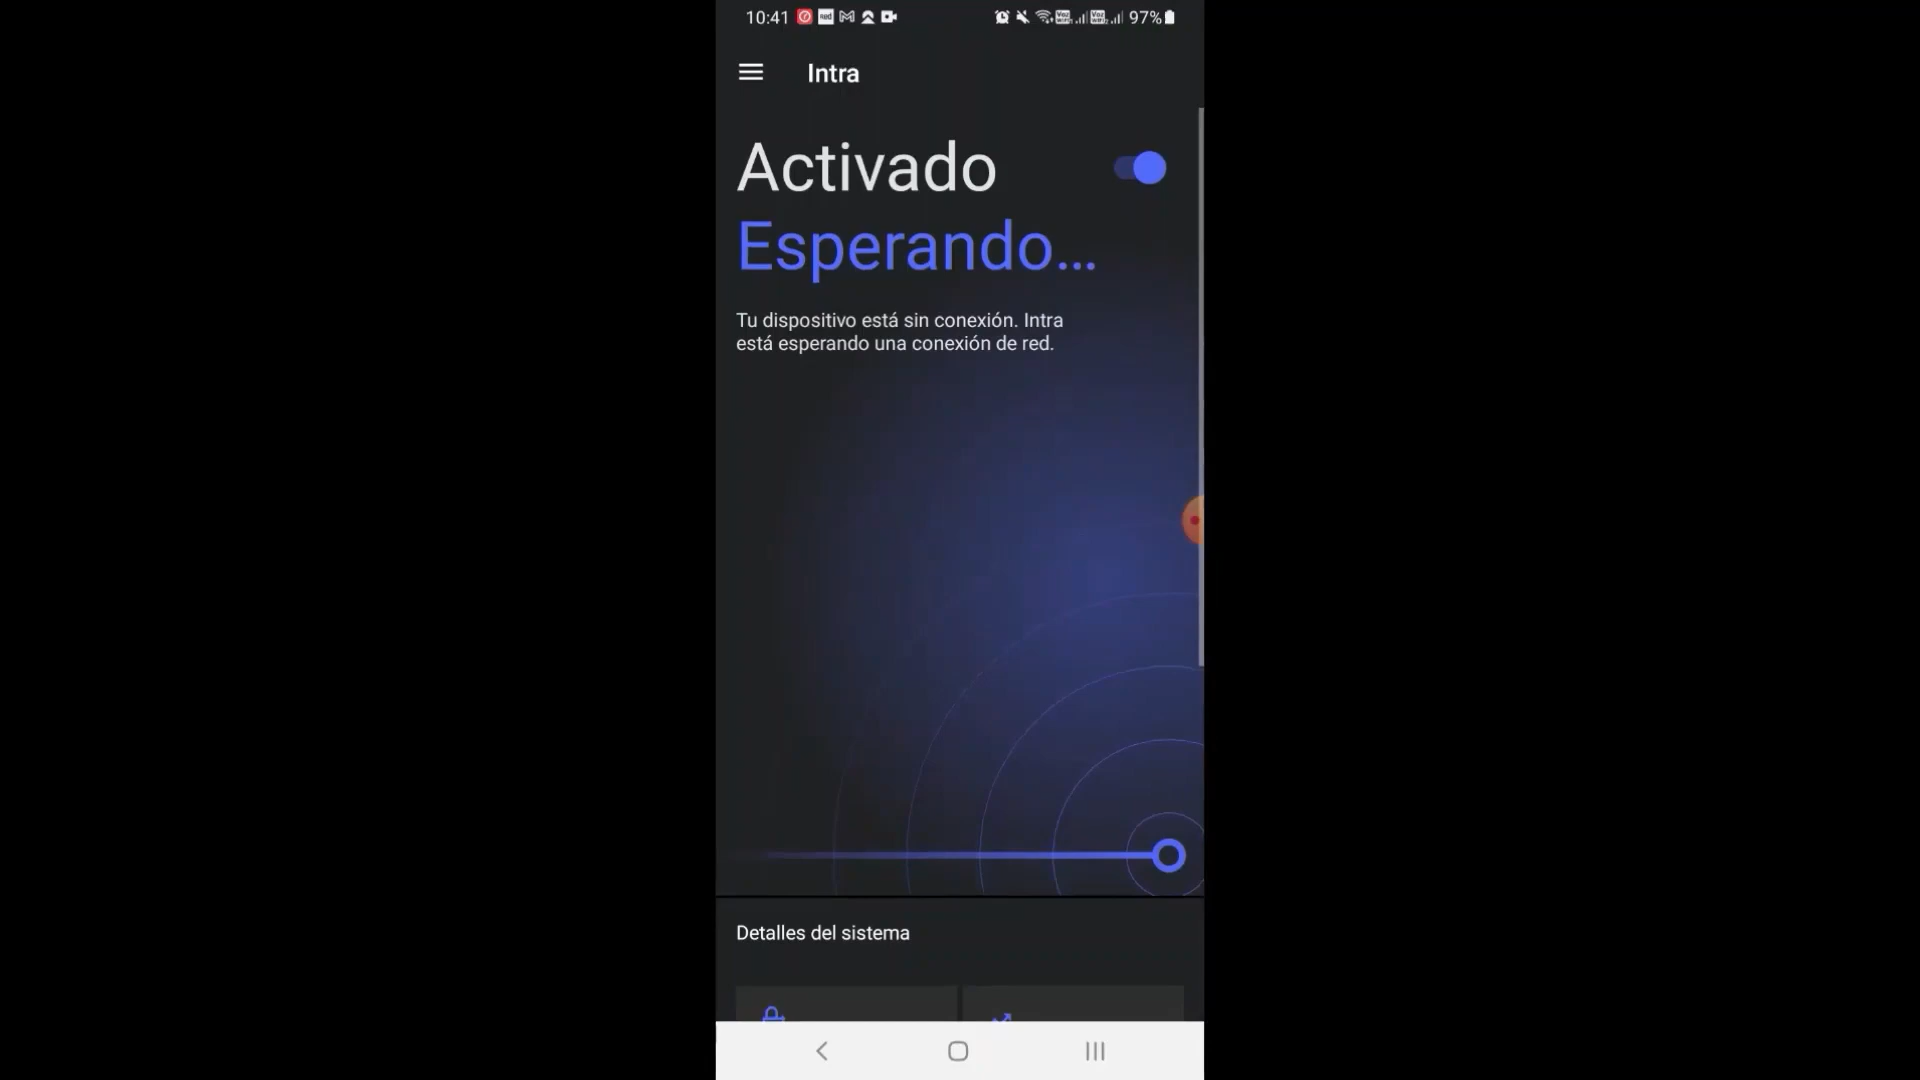 10:41
97%
Intra
Activado
Esperando...
Tu dispositivo está sin conexión. Intra
está esperando una conexión de red.
Detalles del sistema